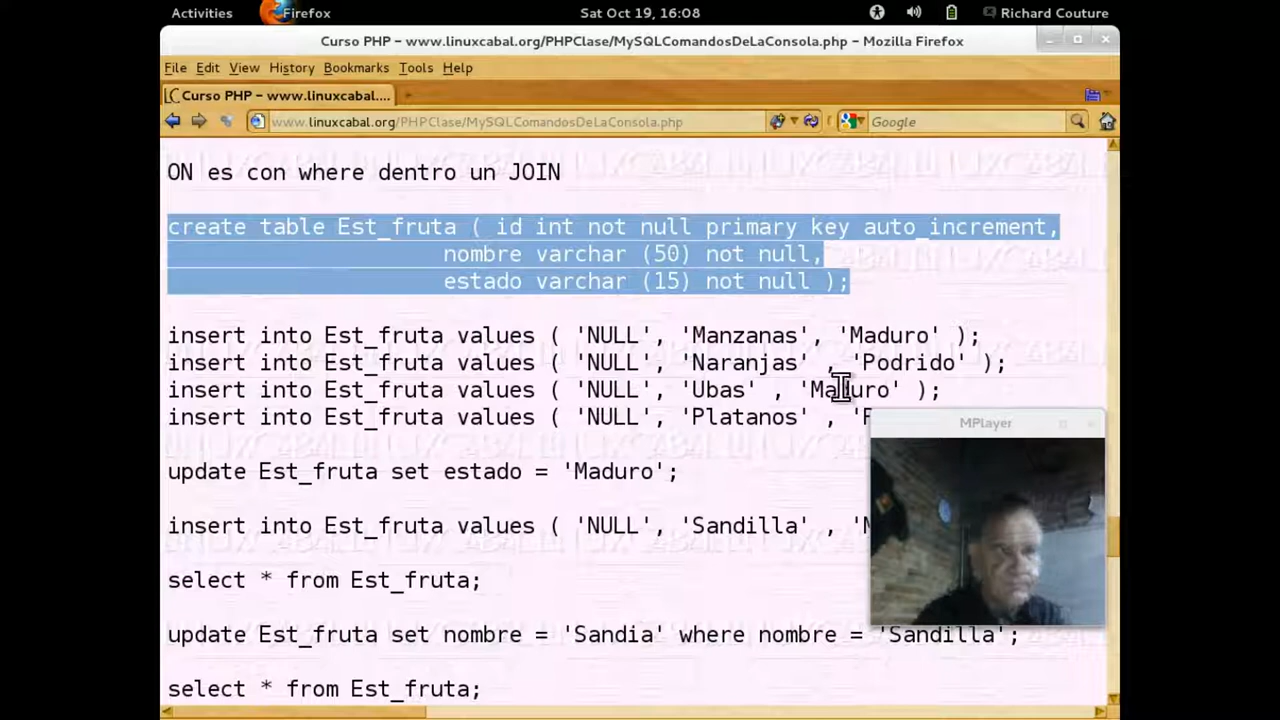 Activities Firefox Sat Oct 19, 16:08 Richard Couture
Curso PHP – www.linuxcabal.org/PHPClase/MySQLComandosDeLaConsola.php – Mozilla Firefox
File Edit View History Bookmarks Tools Help
Curso PHP – www.linuxcabal....
www.linuxcabal.org/PHPClase/MySQLComandosDeLaConsola.php Google
ON es con where dentro un JOIN
create table Est_fruta ( id int not null primary key auto_increment,
nombre varchar (50) not null,
estado varchar (15) not null );
insert into Est_fruta values ( 'NULL', 'Manzanas', 'Maduro' );
insert into Est_fruta values ( 'NULL', 'Naranjas' , 'Podrido' );
insert into Est_fruta values ( 'NULL', 'Ubas' , 'Maduro' );
insert into Est_fruta values ( 'NULL', 'Platanos' , '
MPlayer
update Est_fruta set estado = 'Maduro';
insert into Est_fruta values ( 'NULL', 'Sandilla' , '
select * from Est_fruta;
update Est_fruta set nombre = 'Sandia' where nombre = 'Sandilla';
select * from Est_fruta;